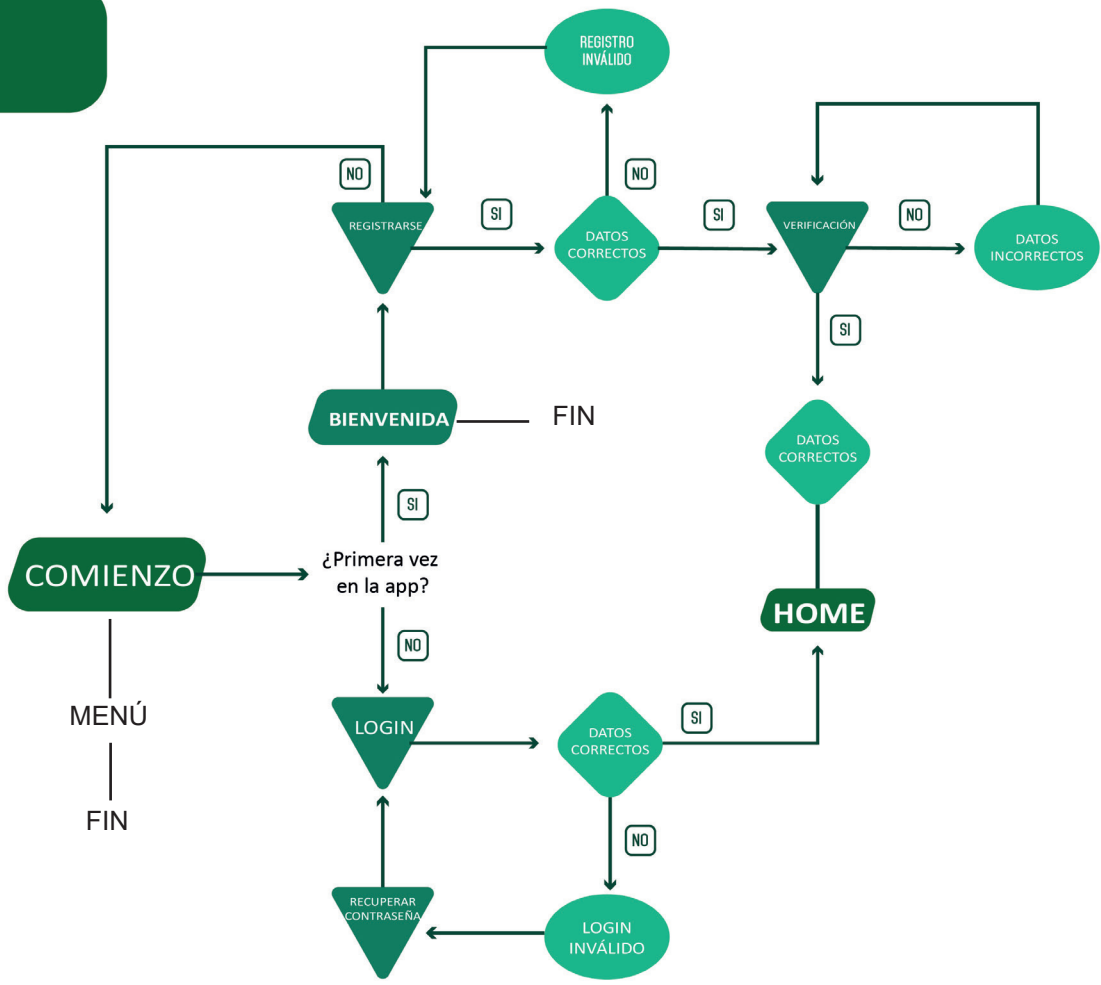 REGISTRO
INVÁLIDO
NO
SI
NO
SI
NO
REGISTRARSE
DATOS
CORRECTOS
VERIFICACIÓN
DATOS
INCORRECTOS
SI
BIENVENIDA
FIN
DATOS
CORRECTOS
SI
COMIENZO
¿Primera vez
en la app?
HOME
NO
MENÚ
LOGIN
DATOS
CORRECTOS
SI
FIN
NO
RECUPERAR
CONTRASEÑA
LOGIN
INVÁLIDO